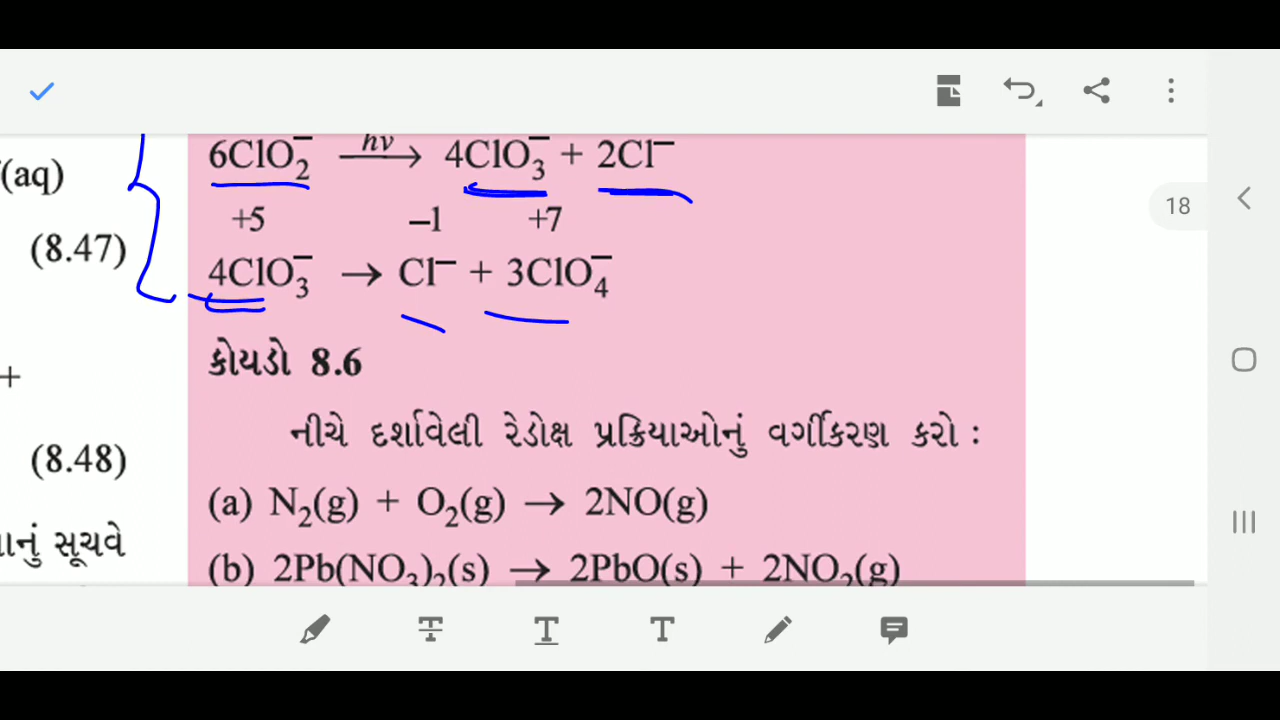 6ClO₂⁻ —hν→ 4ClO₃⁻ + 2Cl⁻
(aq)
+5 –1 +7
(8.47)
4ClO₃⁻ → Cl⁻ + 3ClO₄⁻
કોયડો 8.6
+
નીચે દર્શાવેલી રેડોક્ષ પ્રક્રિયાઓનું વર્ગીકરણ કરો :
(8.48)
(a) N₂(g) + O₂(g) → 2NO(g)
સૂચવે
(b) 2Pb(NO₃)₂(s) → 2PbO(s) + 2NO₂(g)
18